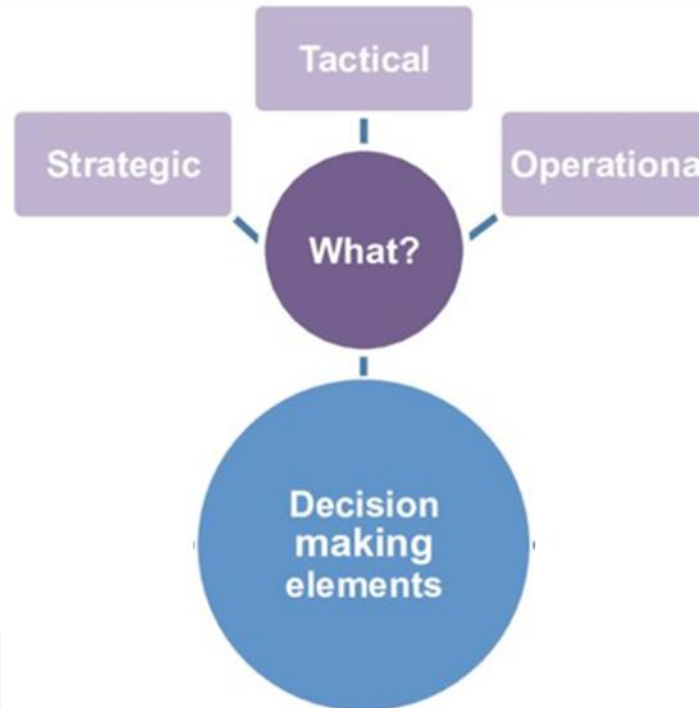 Tactical
Strategic
Operationa
What?
Decision
making
elements